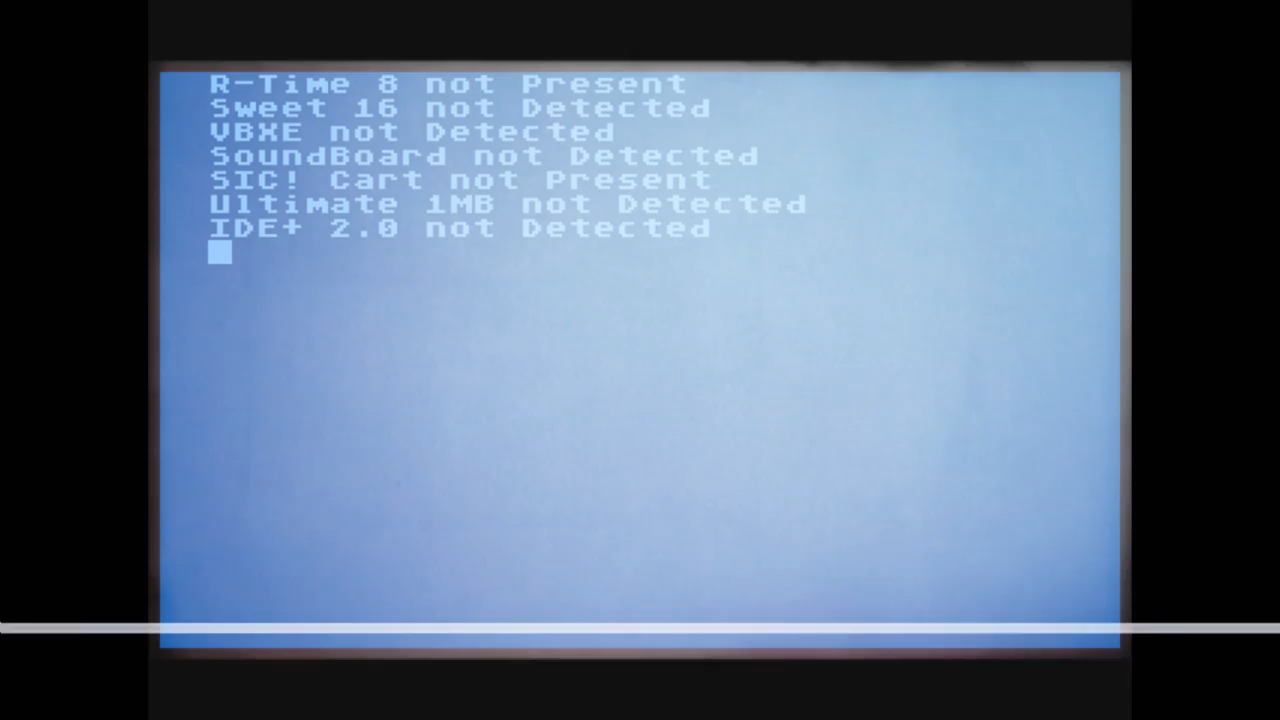 R-Time 8 not Present
Sweet 16 not Detected
VBXE not Detected
SoundBoard not Detected
SIC! Cart not Present
Ultimate 1MB not Detected
IDE+ 2.0 not Detected